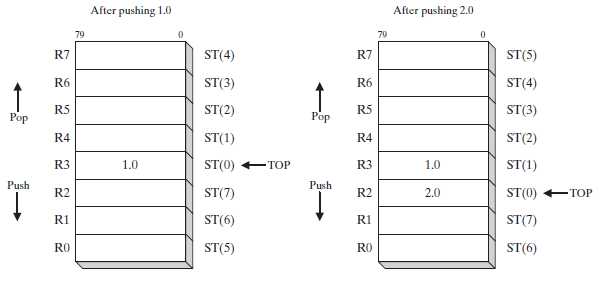 After pushing 1.0
79 0
R7 ST(4)
R6 ST(3)
R5 ST(2)
Pop
R4 ST(1)
R3 1.0 ST(0) TOP
Push
R2 ST(7)
R1 ST(6)
R0 ST(5)
After pushing 2.0
79 0
R7 ST(5)
R6 ST(4)
R5 ST(3)
Pop
R4 ST(2)
R3 1.0 ST(1)
Push
R2 2.0 ST(0) TOP
R1 ST(7)
R0 ST(6)